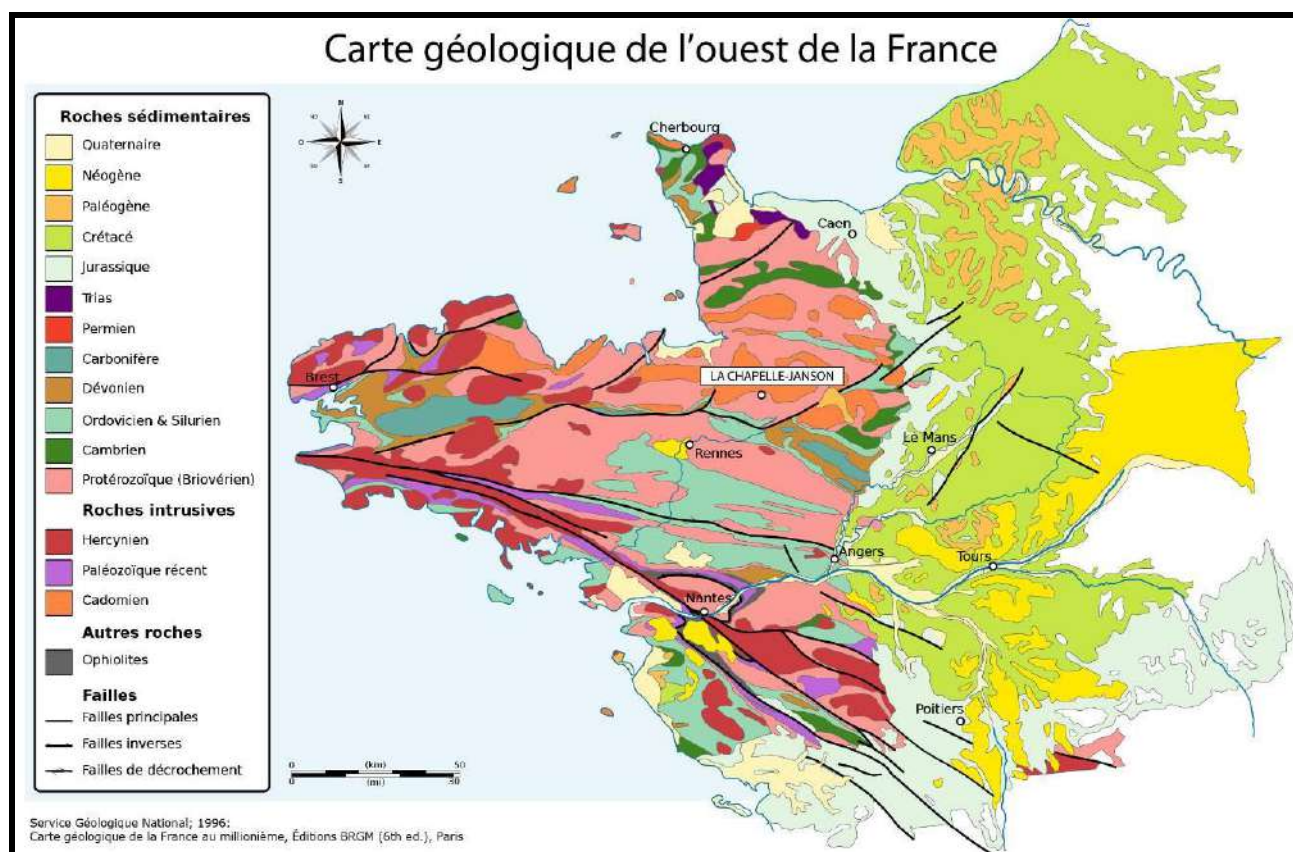 Carte géologique de l'ouest de la France
Roches sédimentaires
Quaternaire
Néogène
Paléogène
Crétacé
Jurassique
Trias
Permien
Carbonifère
Dévonien
Ordovicien & Silurien
Cambrien
Protérozoïque (Briovérien)
Roches intrusives
Hercynien
Paléozoïque récent
Cadomien
Autres roches
Ophiolites
Failles
Failles principales
Failles inverses
Failles de décrochement
N
E
S
O
Cherbourg
Caen
Brest
LA CHAPELLE-JANSON
Rennes
Le Mans
Angers
Tours
Nantes
Poitiers
0 (km) 50
0 (mi) 30
Service Géologique National; 1996:
Carte géologique de la France au millionième, Éditions BRGM (6th ed.), Paris